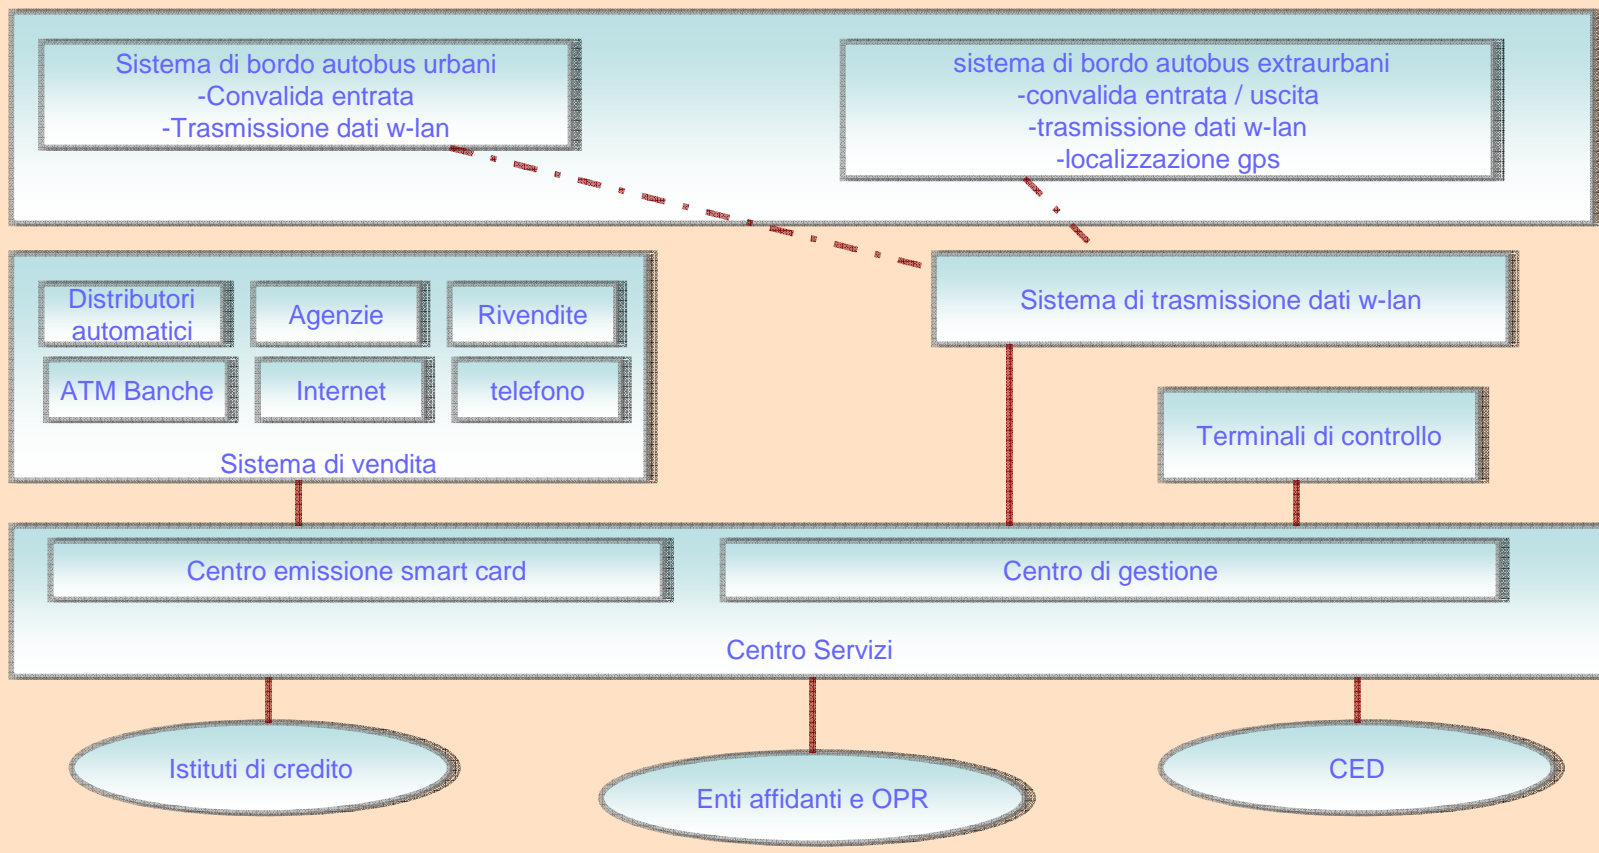 Sistema di bordo autobus urbani
-Convalida entrata
-Trasmissione dati w-lan
sistema di bordo autobus extraurbani
-convalida entrata / uscita
-trasmissione dati w-lan
-localizzazione gps
Distributori
automatici
Agenzie
Rivendite
ATM Banche
Internet
telefono
Sistema di vendita
Sistema di trasmissione dati w-lan
Terminali di controllo
Centro emissione smart card
Centro di gestione
Centro Servizi
Istituti di credito
Enti affidanti e OPR
CED